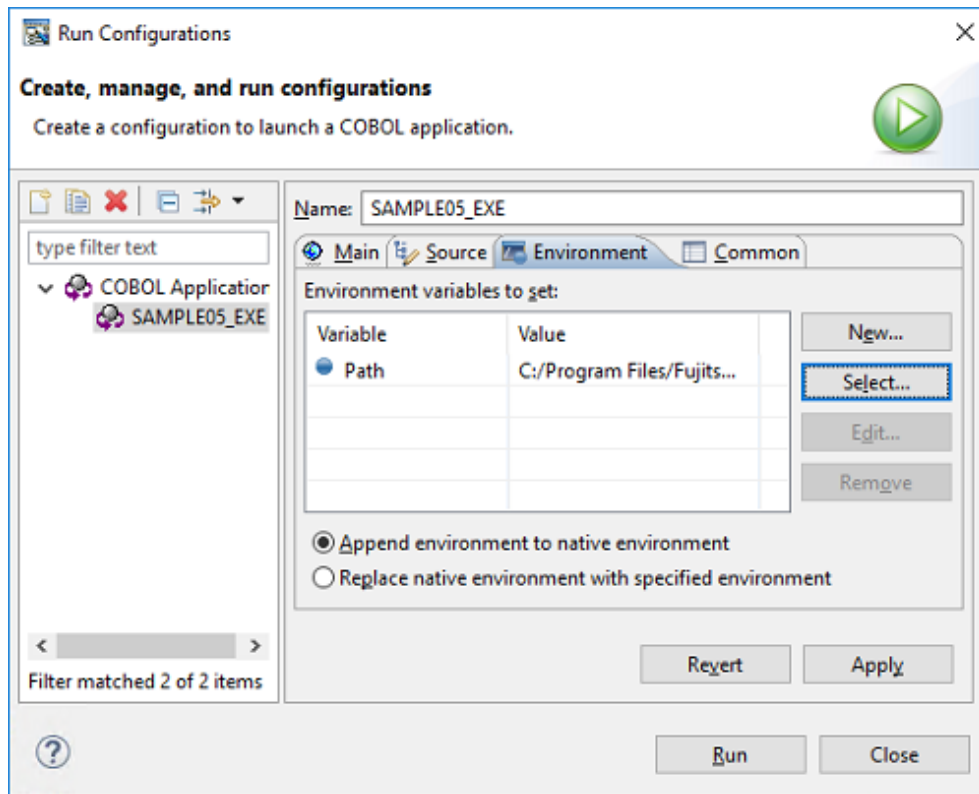 Run Configurations
Create, manage, and run configurations
Create a configuration to launch a COBOL application.
type filter text
COBOL Application
SAMPLE05_EXE
Filter matched 2 of 2 items
Name: SAMPLE05_EXE
Main Source Environment Common
Environment variables to set:
Variable Value
Path C:/Program Files/Fujits...
New...
Select...
Edit...
Remove
Append environment to native environment
Replace native environment with specified environment
Revert Apply
? Run Close